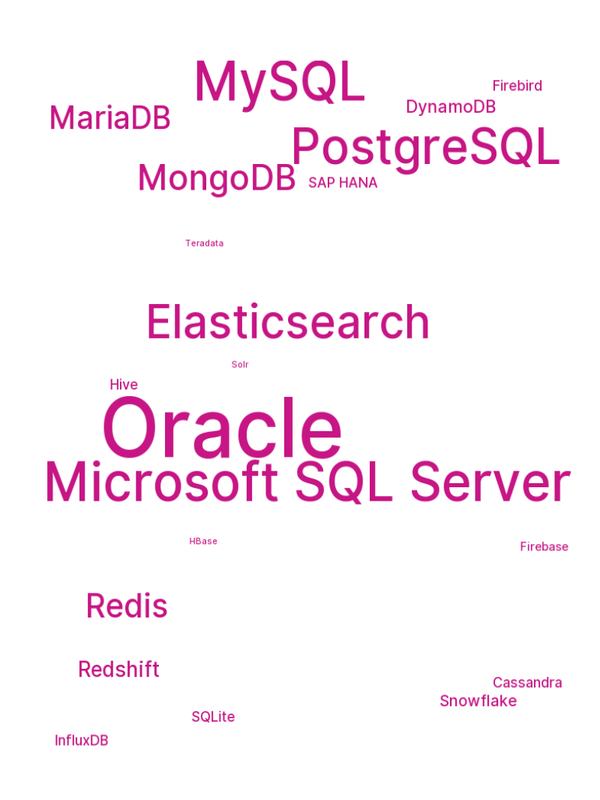 MySQL
Firebird
DynamoDB
MariaDB
PostgreSQL
MongoDB
SAP HANA
Teradata
Elasticsearch
Solr
Hive
Oracle
Microsoft SQL Server
HBase
Firebase
Redis
Redshift
Cassandra
Snowflake
SQLite
InfluxDB